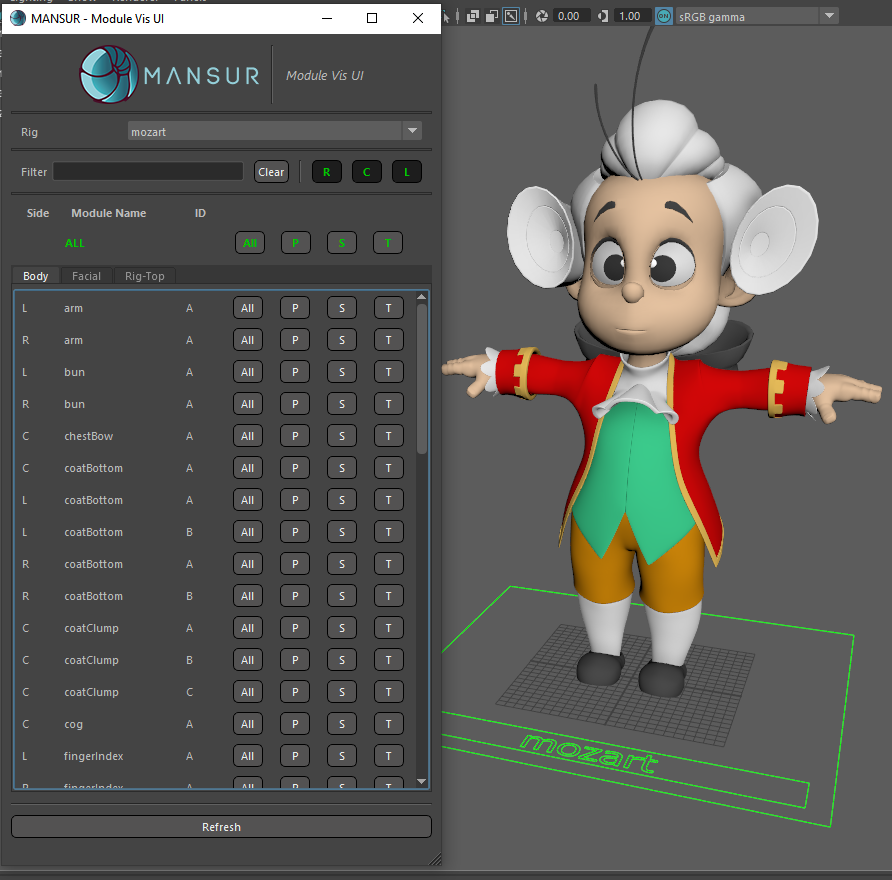 MANSUR - Module Vis UI
0.00
1.00
ON
sRGB gamma
MANSUR
Module Vis UI
Rig
mozart
Filter
Clear
R
C
L
Side Module Name ID
ALL All P S T
Body Facial Rig-Top
L arm A All P S T
R arm A All P S T
L bun A All P S T
R bun A All P S T
C chestBow A All P S T
C coatBottom A All P S T
L coatBottom A All P S T
L coatBottom B All P S T
R coatBottom A All P S T
R coatBottom B All P S T
C coatClump A All P S T
C coatClump B All P S T
C coatClump C All P S T
C cog A All P S T
L fingerIndex A All P S T
R fingerIndex A All P S T
Refresh
mozart